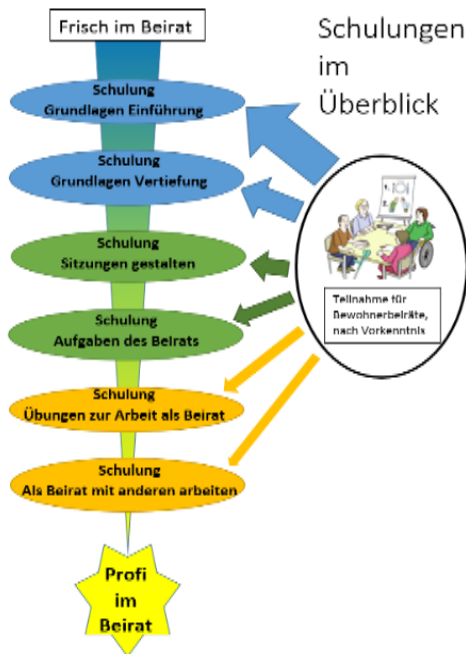 Frisch im Beirat
Schulungen
im
Überblick
Schulung
Grundlagen Einführung
Schulung
Grundlagen Vertiefung
Schulung
Sitzungen gestalten
Schulung
Aufgaben des Beirats
Schulung
Übungen zur Arbeit als Beirat
Schulung
Als Beirat mit anderen arbeiten
Teilnahme für
Bewohnerbeiräte,
nach Vorkenntnis
Profi
im
Beirat